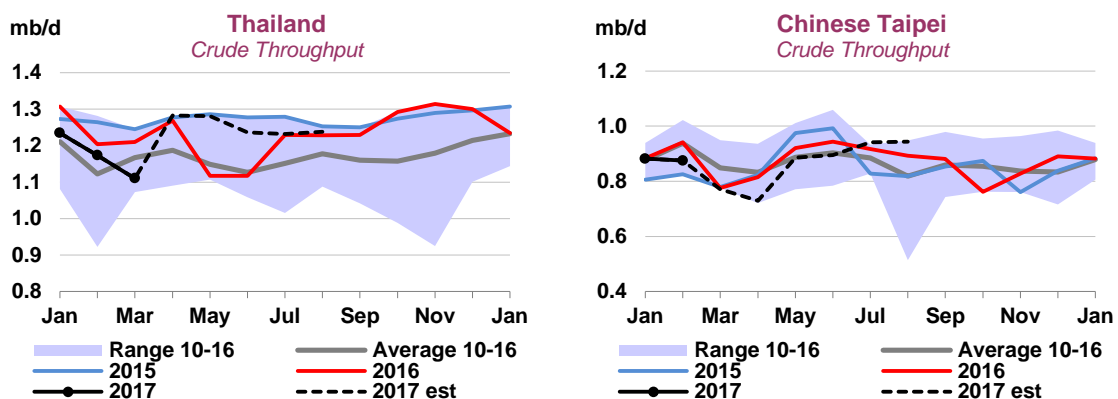 mb/d
Thailand
Crude Throughput
1.4
1.3
1.2
1.1
1.0
0.9
0.8
Jan Mar May Jul Sep Nov Jan
Range 10-16 Average 10-16
2015 2016
2017 2017 est
mb/d
Chinese Taipei
Crude Throughput
1.2
1.0
0.8
0.6
0.4
Jan Mar May Jul Sep Nov Jan
Range 10-16 Average 10-16
2015 2016
2017 2017 est